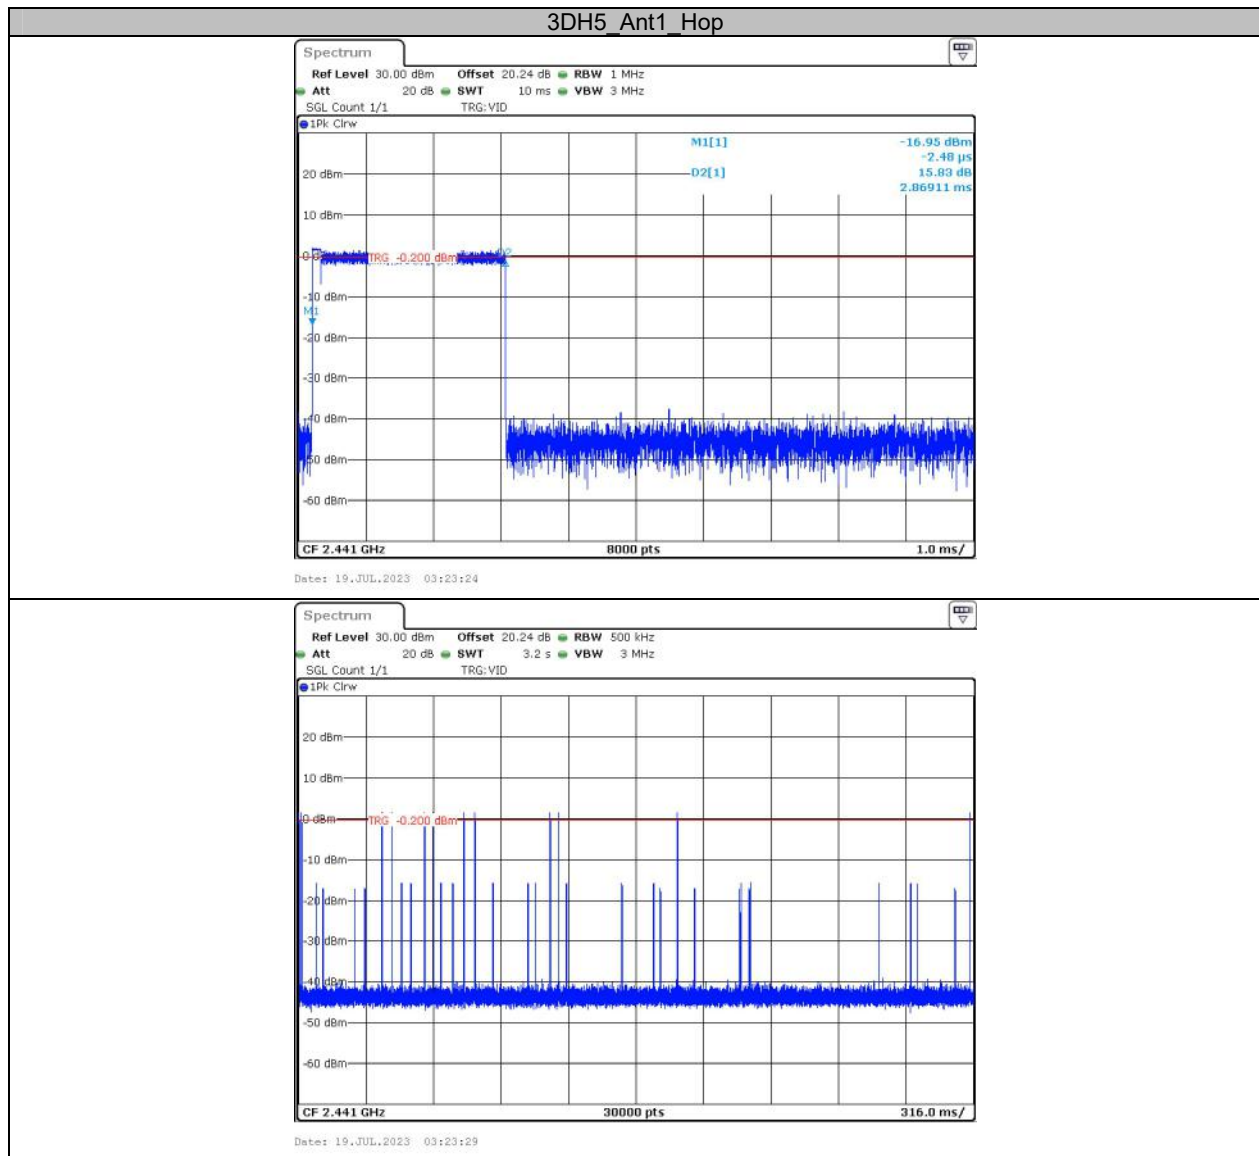 3DH5_Ant1_Hop
Spectrum
Ref Level 30.00 dBm Offset 20.24 dB RBW 1 MHz
Att 20 dB SWT 10 ms VBW 3 MHz
SGL Count 1/1 TRG:VID
1Pk Clrw
M1[1] -16.95 dBm
-2.48 µs
D2[1] 15.83 dB
2.86911 ms
20 dBm
10 dBm
TRG -0.200 dBm
D2
-10 dBm
M1
-20 dBm
-30 dBm
-40 dBm
-50 dBm
-60 dBm
CF 2.441 GHz 8000 pts 1.0 ms/
Date: 19.JUL.2023 03:23:24
Spectrum
Ref Level 30.00 dBm Offset 20.24 dB RBW 500 kHz
Att 20 dB SWT 3.2 s VBW 3 MHz
SGL Count 1/1 TRG:VID
1Pk Clrw
20 dBm
10 dBm
0 dBm TRG -0.200 dBm
-10 dBm
-20 dBm
-30 dBm
-40 dBm
-50 dBm
-60 dBm
CF 2.441 GHz 30000 pts 316.0 ms/
Date: 19.JUL.2023 03:23:29